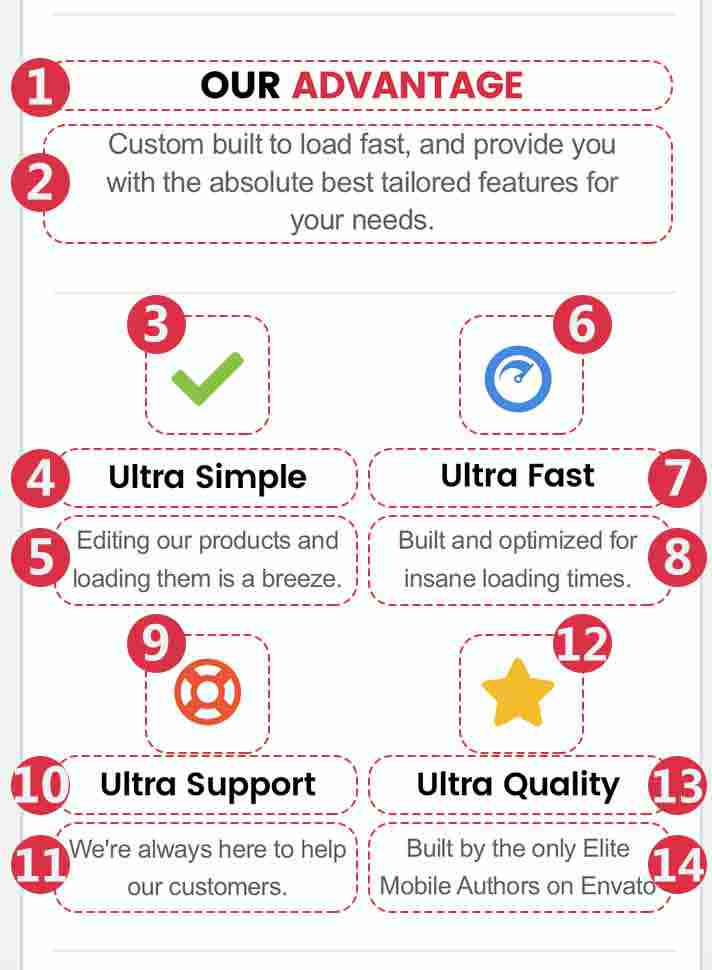 1
OUR ADVANTAGE
2
Custom built to load fast, and provide you
with the absolute best tailored features for
your needs.
3
6
4
Ultra Simple
Ultra Fast
7
5
Editing our products and
loading them is a breeze.
Built and optimized for
insane loading times.
8
9
12
10
Ultra Support
Ultra Quality
13
11
We're always here to help
our customers.
Built by the only Elite
Mobile Authors on Envato
14